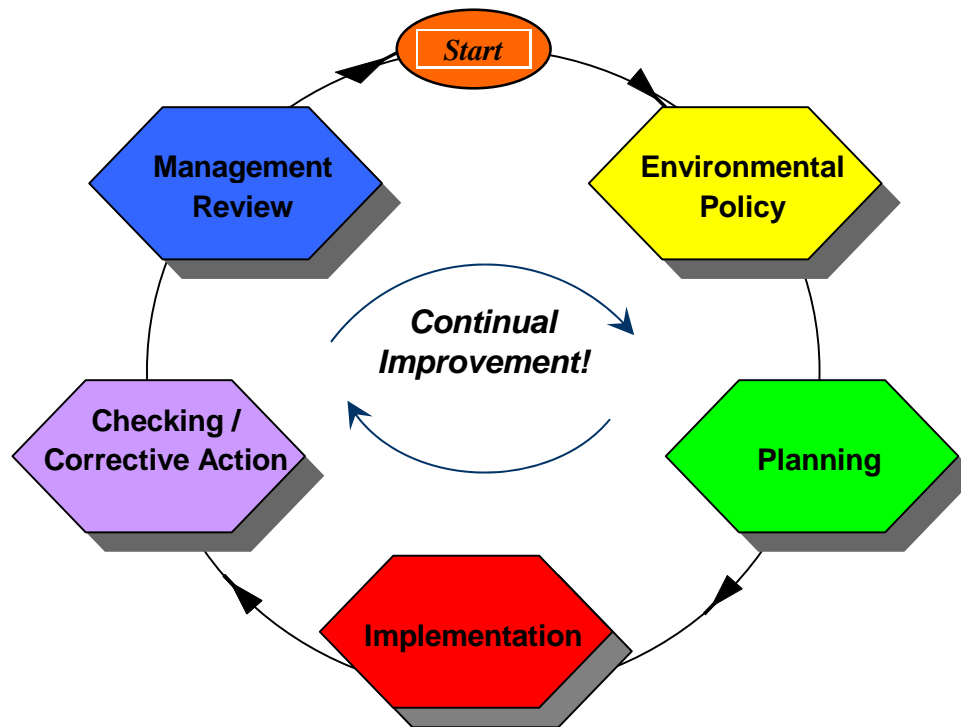 Start
Environmental
Policy
Planning
Implementation
Checking /
Corrective Action
Management
Review
Continual
Improvement!